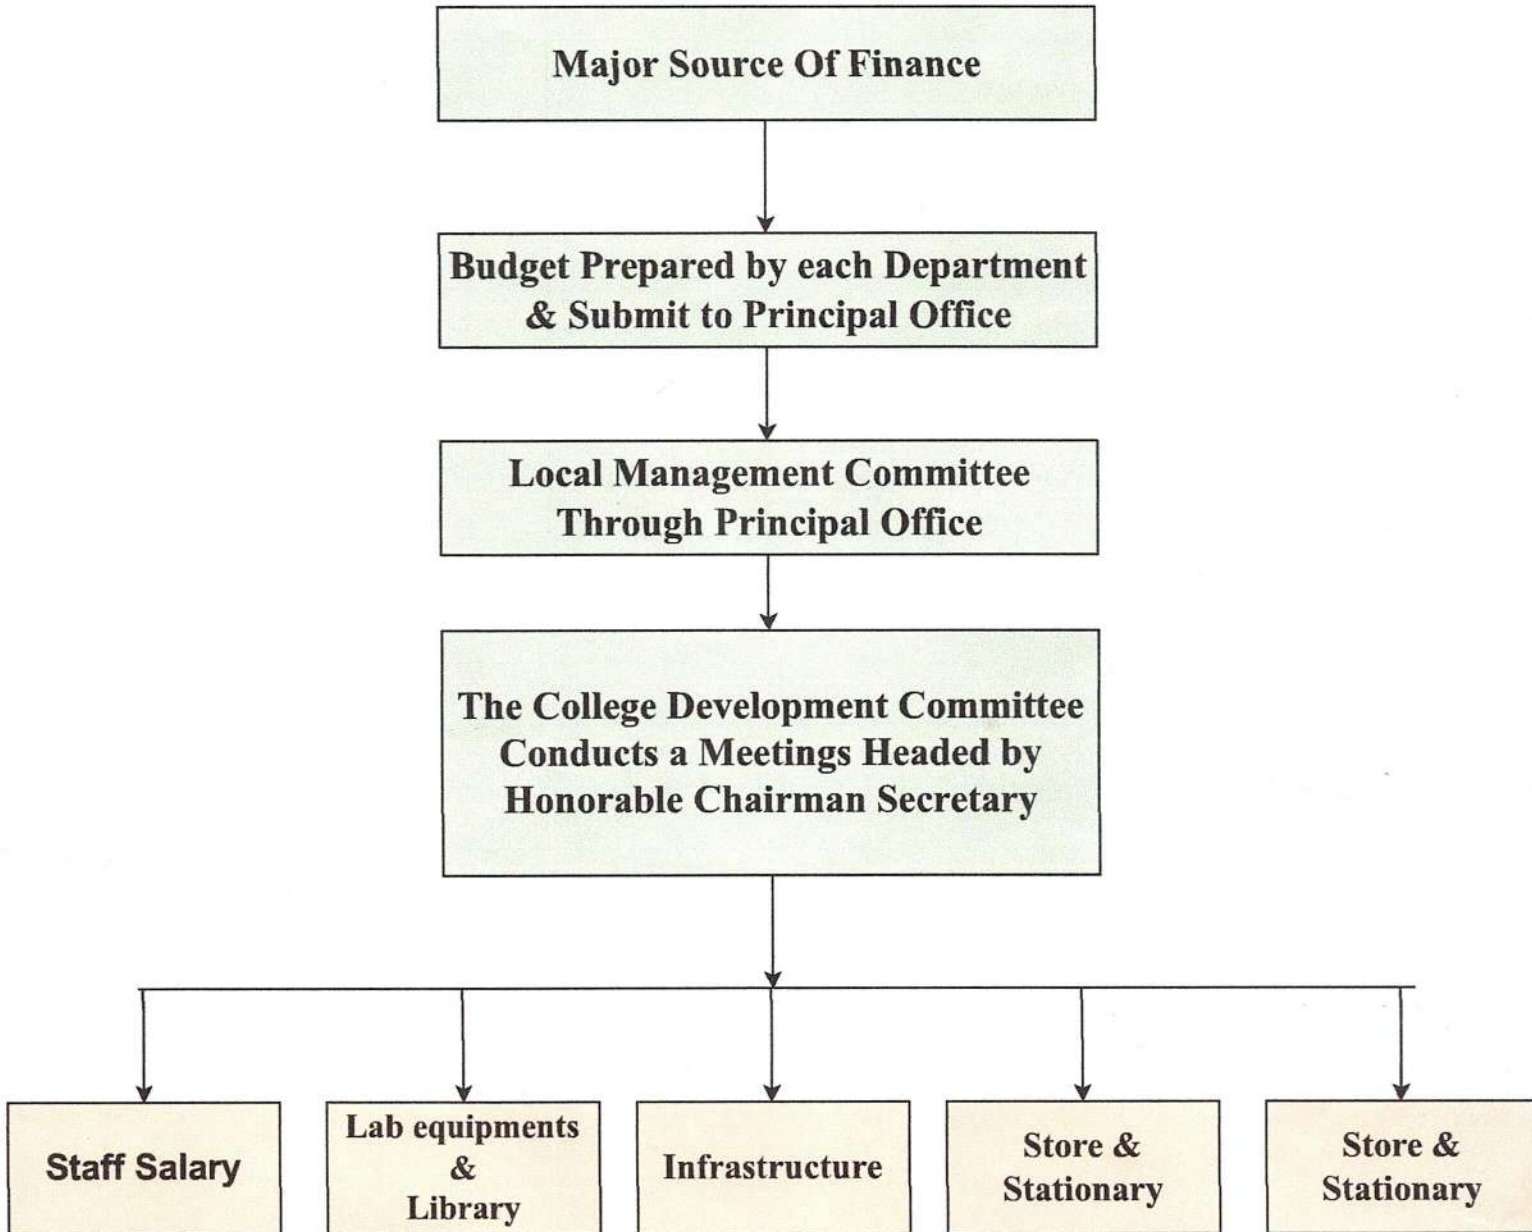 Major Source Of Finance
Budget Prepared by each Department
& Submit to Principal Office
Local Management Committee
Through Principal Office
The College Development Committee
Conducts a Meetings Headed by
Honorable Chairman Secretary
Staff Salary
Lab equipments
&
Library
Infrastructure
Store &
Stationary
Store &
Stationary